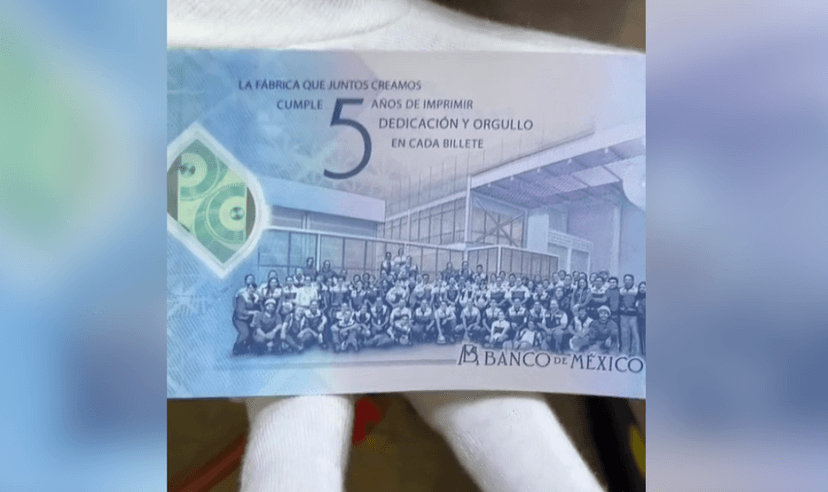 LA FÁBRICA QUE JUNTOS CREAMOS
CUMPLE 5 AÑOS DE IMPRIMIR
DEDICACIÓN Y ORGULLO
EN CADA BILLETE
BANCO DE MÉXICO